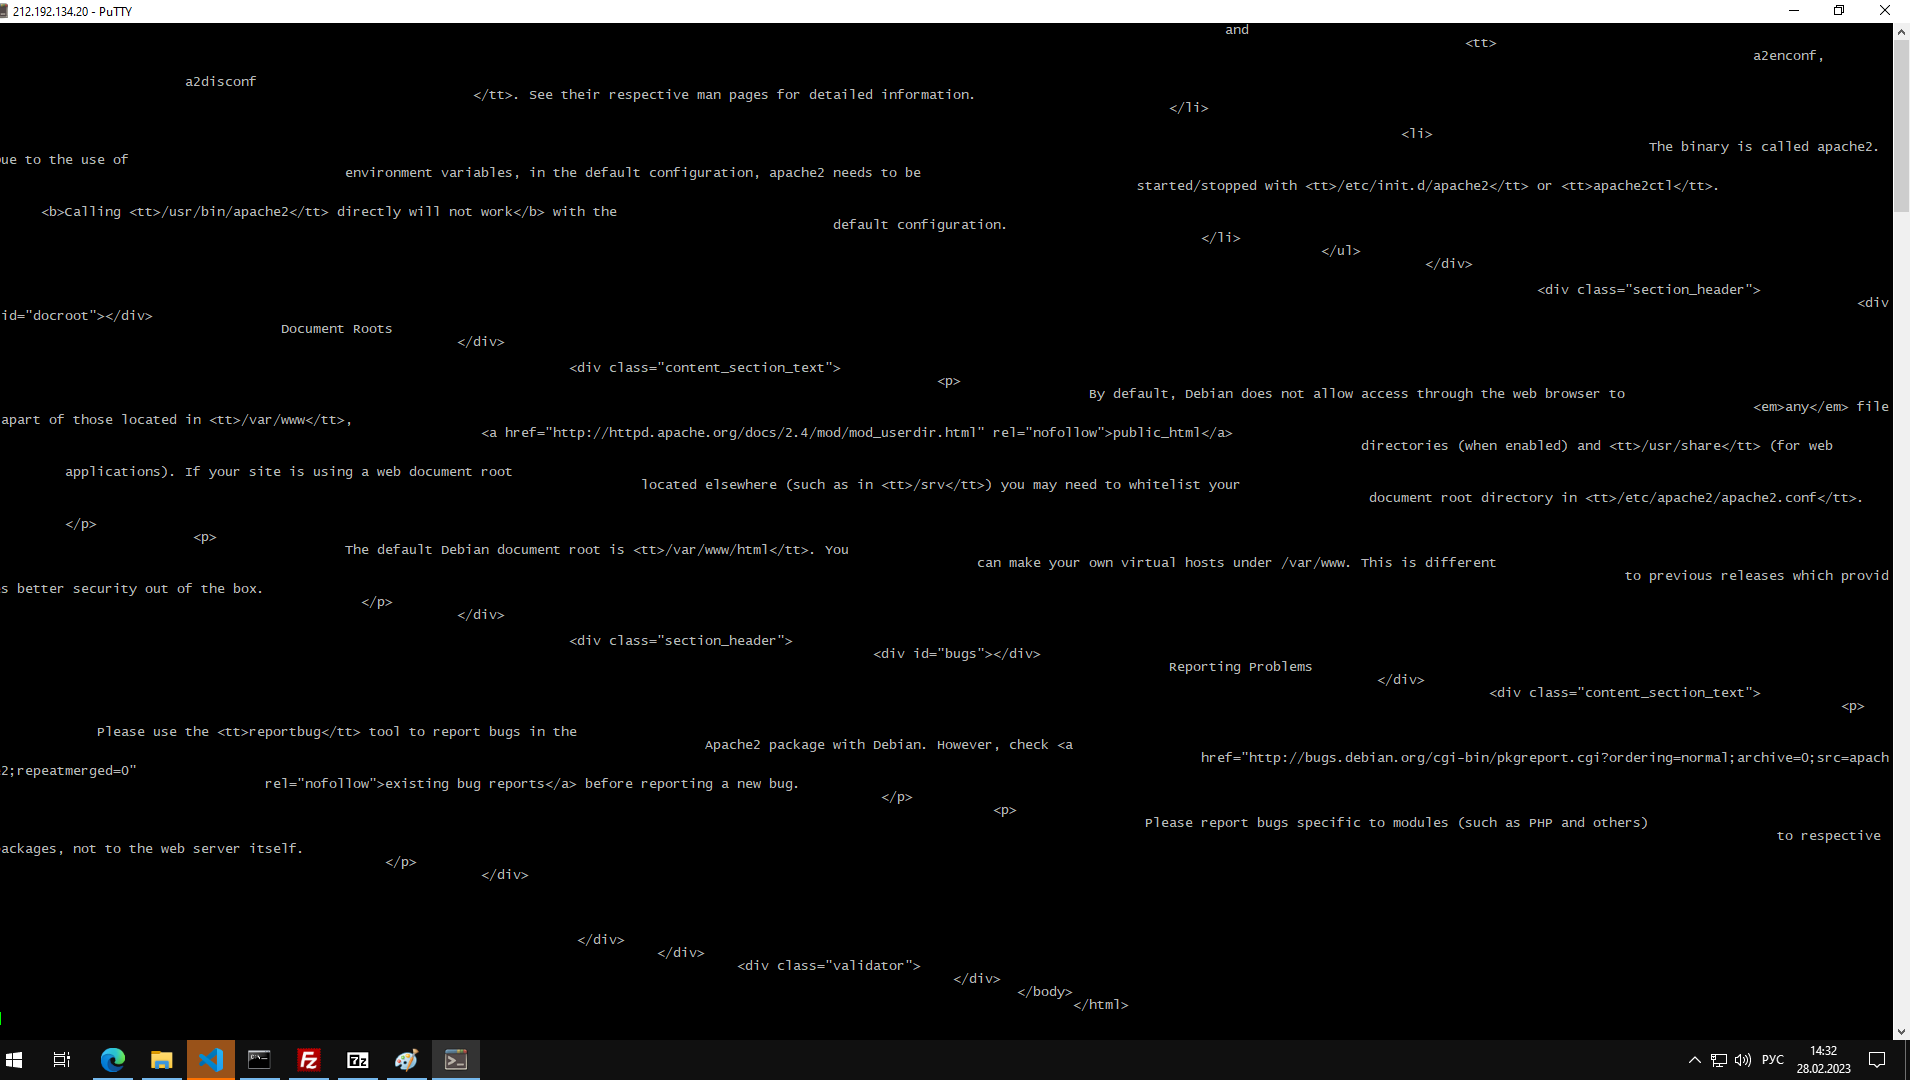 212.192.134.20 - PuTTY
and
<tt>
a2enconf,
a2disconf
</tt>. See their respective man pages for detailed information.
</li>
<li>
The binary is called apache2.
ue to the use of
environment variables, in the default configuration, apache2 needs to be
started/stopped with <tt>/etc/init.d/apache2</tt> or <tt>apache2ctl</tt>.
<b>Calling <tt>/usr/bin/apache2</tt> directly will not work</b> with the
default configuration.
</li>
</ul>
</div>
<div class="section_header">
<div
id="docroot"></div>
Document Roots
</div>
<div class="content_section_text">
<p>
By default, Debian does not allow access through the web browser to
<em>any</em> file
apart of those located in <tt>/var/www</tt>,
<a href="http://httpd.apache.org/docs/2.4/mod/mod_userdir.html" rel="nofollow">public_html</a>
directories (when enabled) and <tt>/usr/share</tt> (for web
applications). If your site is using a web document root
located elsewhere (such as in <tt>/srv</tt>) you may need to whitelist your
document root directory in <tt>/etc/apache2/apache2.conf</tt>.
</p>
<p>
The default Debian document root is <tt>/var/www/html</tt>. You
can make your own virtual hosts under /var/www. This is different
to previous releases which provid
s better security out of the box.
</p>
</div>
<div class="section_header">
<div id="bugs"></div>
Reporting Problems
</div>
<div class="content_section_text">
<p>
Please use the <tt>reportbug</tt> tool to report bugs in the
Apache2 package with Debian. However, check <a
href="http://bugs.debian.org/cgi-bin/pkgreport.cgi?ordering=normal;archive=0;src=apach
2;repeatmerged=0"
rel="nofollow">existing bug reports</a> before reporting a new bug.
</p>
<p>
Please report bugs specific to modules (such as PHP and others)
to respective
ackages, not to the web server itself.
</p>
</div>
</div>
</div>
<div class="validator">
</div>
</body>
</html>
РУС
14:32
28.02.2023